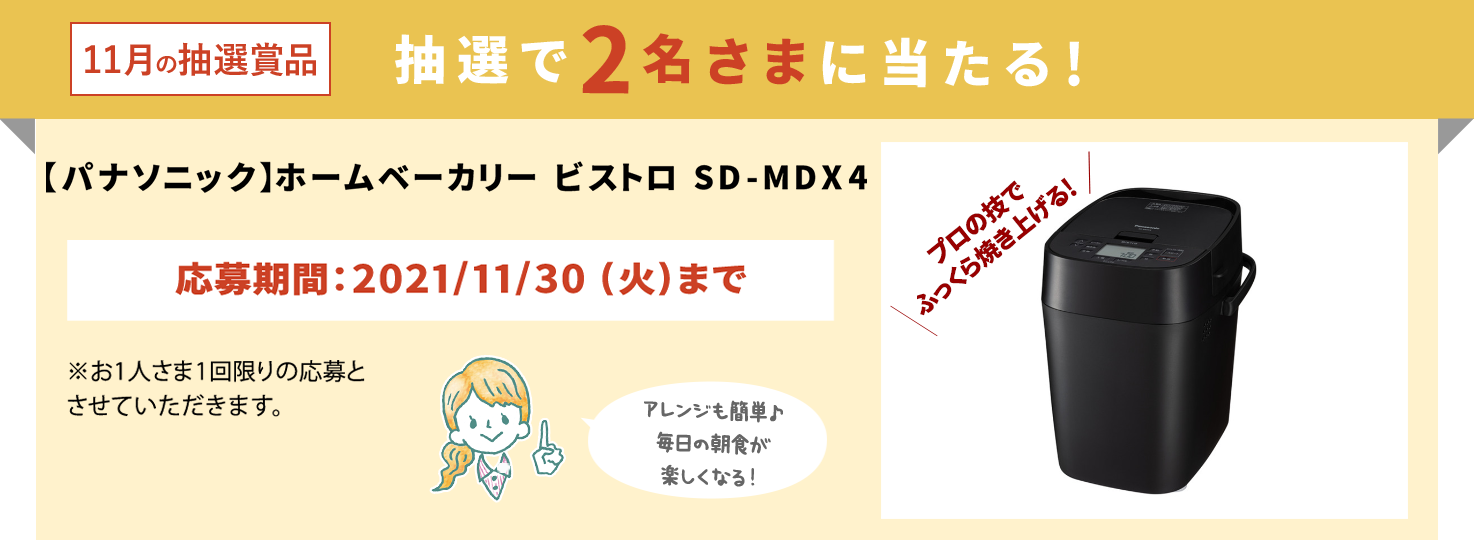 11月の抽選賞品
抽選で2名さまに当たる!
【パナソニック】ホームベーカリー ビストロ SD-MDX4
応募期間：2021/11/30 (火)まで
※お1人さま1回限りの応募と
させていただきます。
アレンジも簡単♪
毎日の朝食が
楽しくなる!
プロの技で
ふっくら焼き上げる!
Panasonic